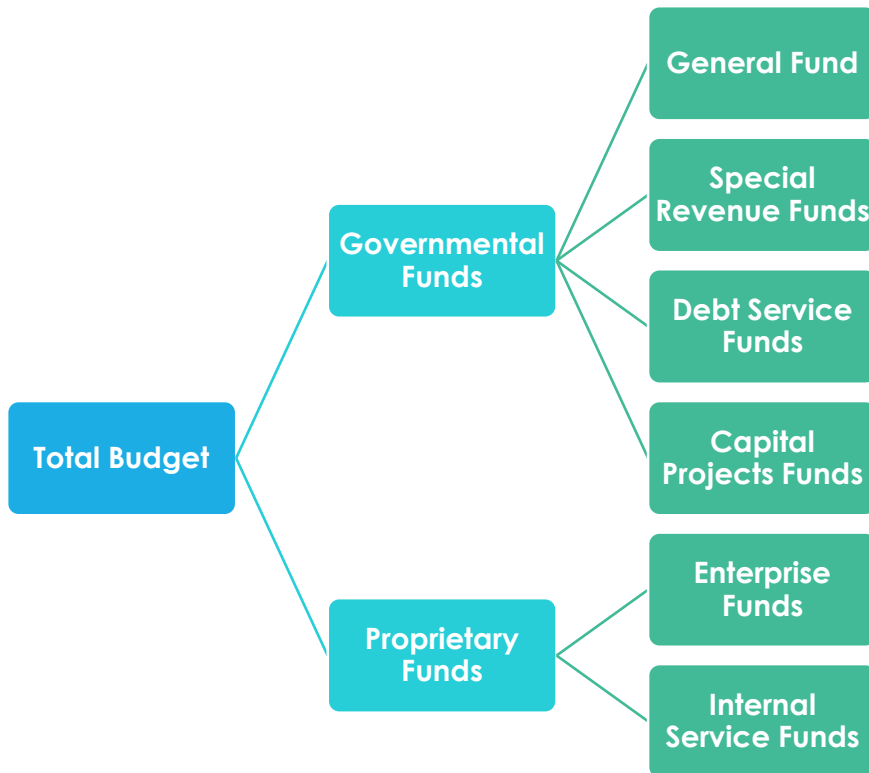 General Fund
Special
Revenue Funds
Governmental
Funds
Debt Service
Funds
Total Budget
Capital
Projects Funds
Enterprise
Funds
Proprietary
Funds
Internal
Service Funds